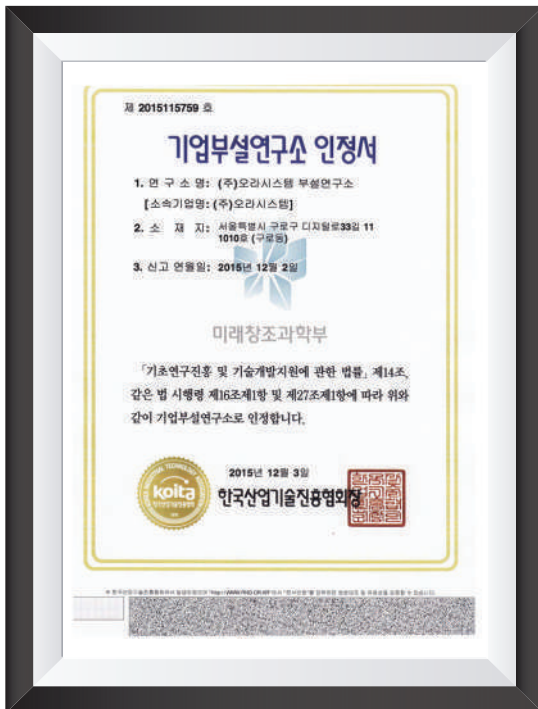 제 2015115759 호
기업부설연구소 인정서
1. 연 구 소 명: (주)오라시스템 부설연구소
[소속기업명: (주)오라시스템]
2. 소 재 지: 서울특별시 구로구 디지털로33길 11
1010호 (구로동)
3. 신고 연월일: 2015년 12월 2일
미래창조과학부
「기초연구진흥 및 기술개발지원에 관한 법률」제14조,
같은 법 시행령 제16조제1항 및 제27조제1항에 따라 위와
같이 기업부설연구소로 인정합니다.
2015년 12월 3일
koita
한국산업기술진흥협회장